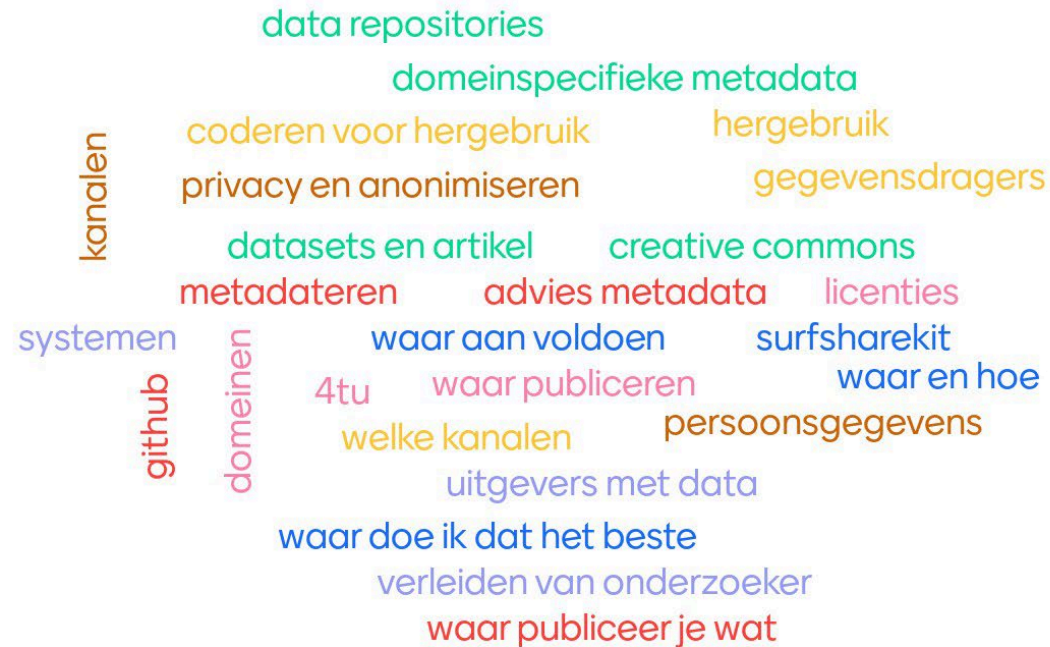 data repositories
domeinspecifieke metadata
coderen voor hergebruik
hergebruik
kanalen
privacy en anonimiseren
gegevensdragers
datasets en artikel
creative commons
metadateren
advies metadata
licenties
systemen
domeinen
waar aan voldoen
surfsharekit
github
4tu
waar publiceren
waar en hoe
welke kanalen
persoonsgegevens
uitgevers met data
waar doe ik dat het beste
verleiden van onderzoeker
waar publiceer je wat